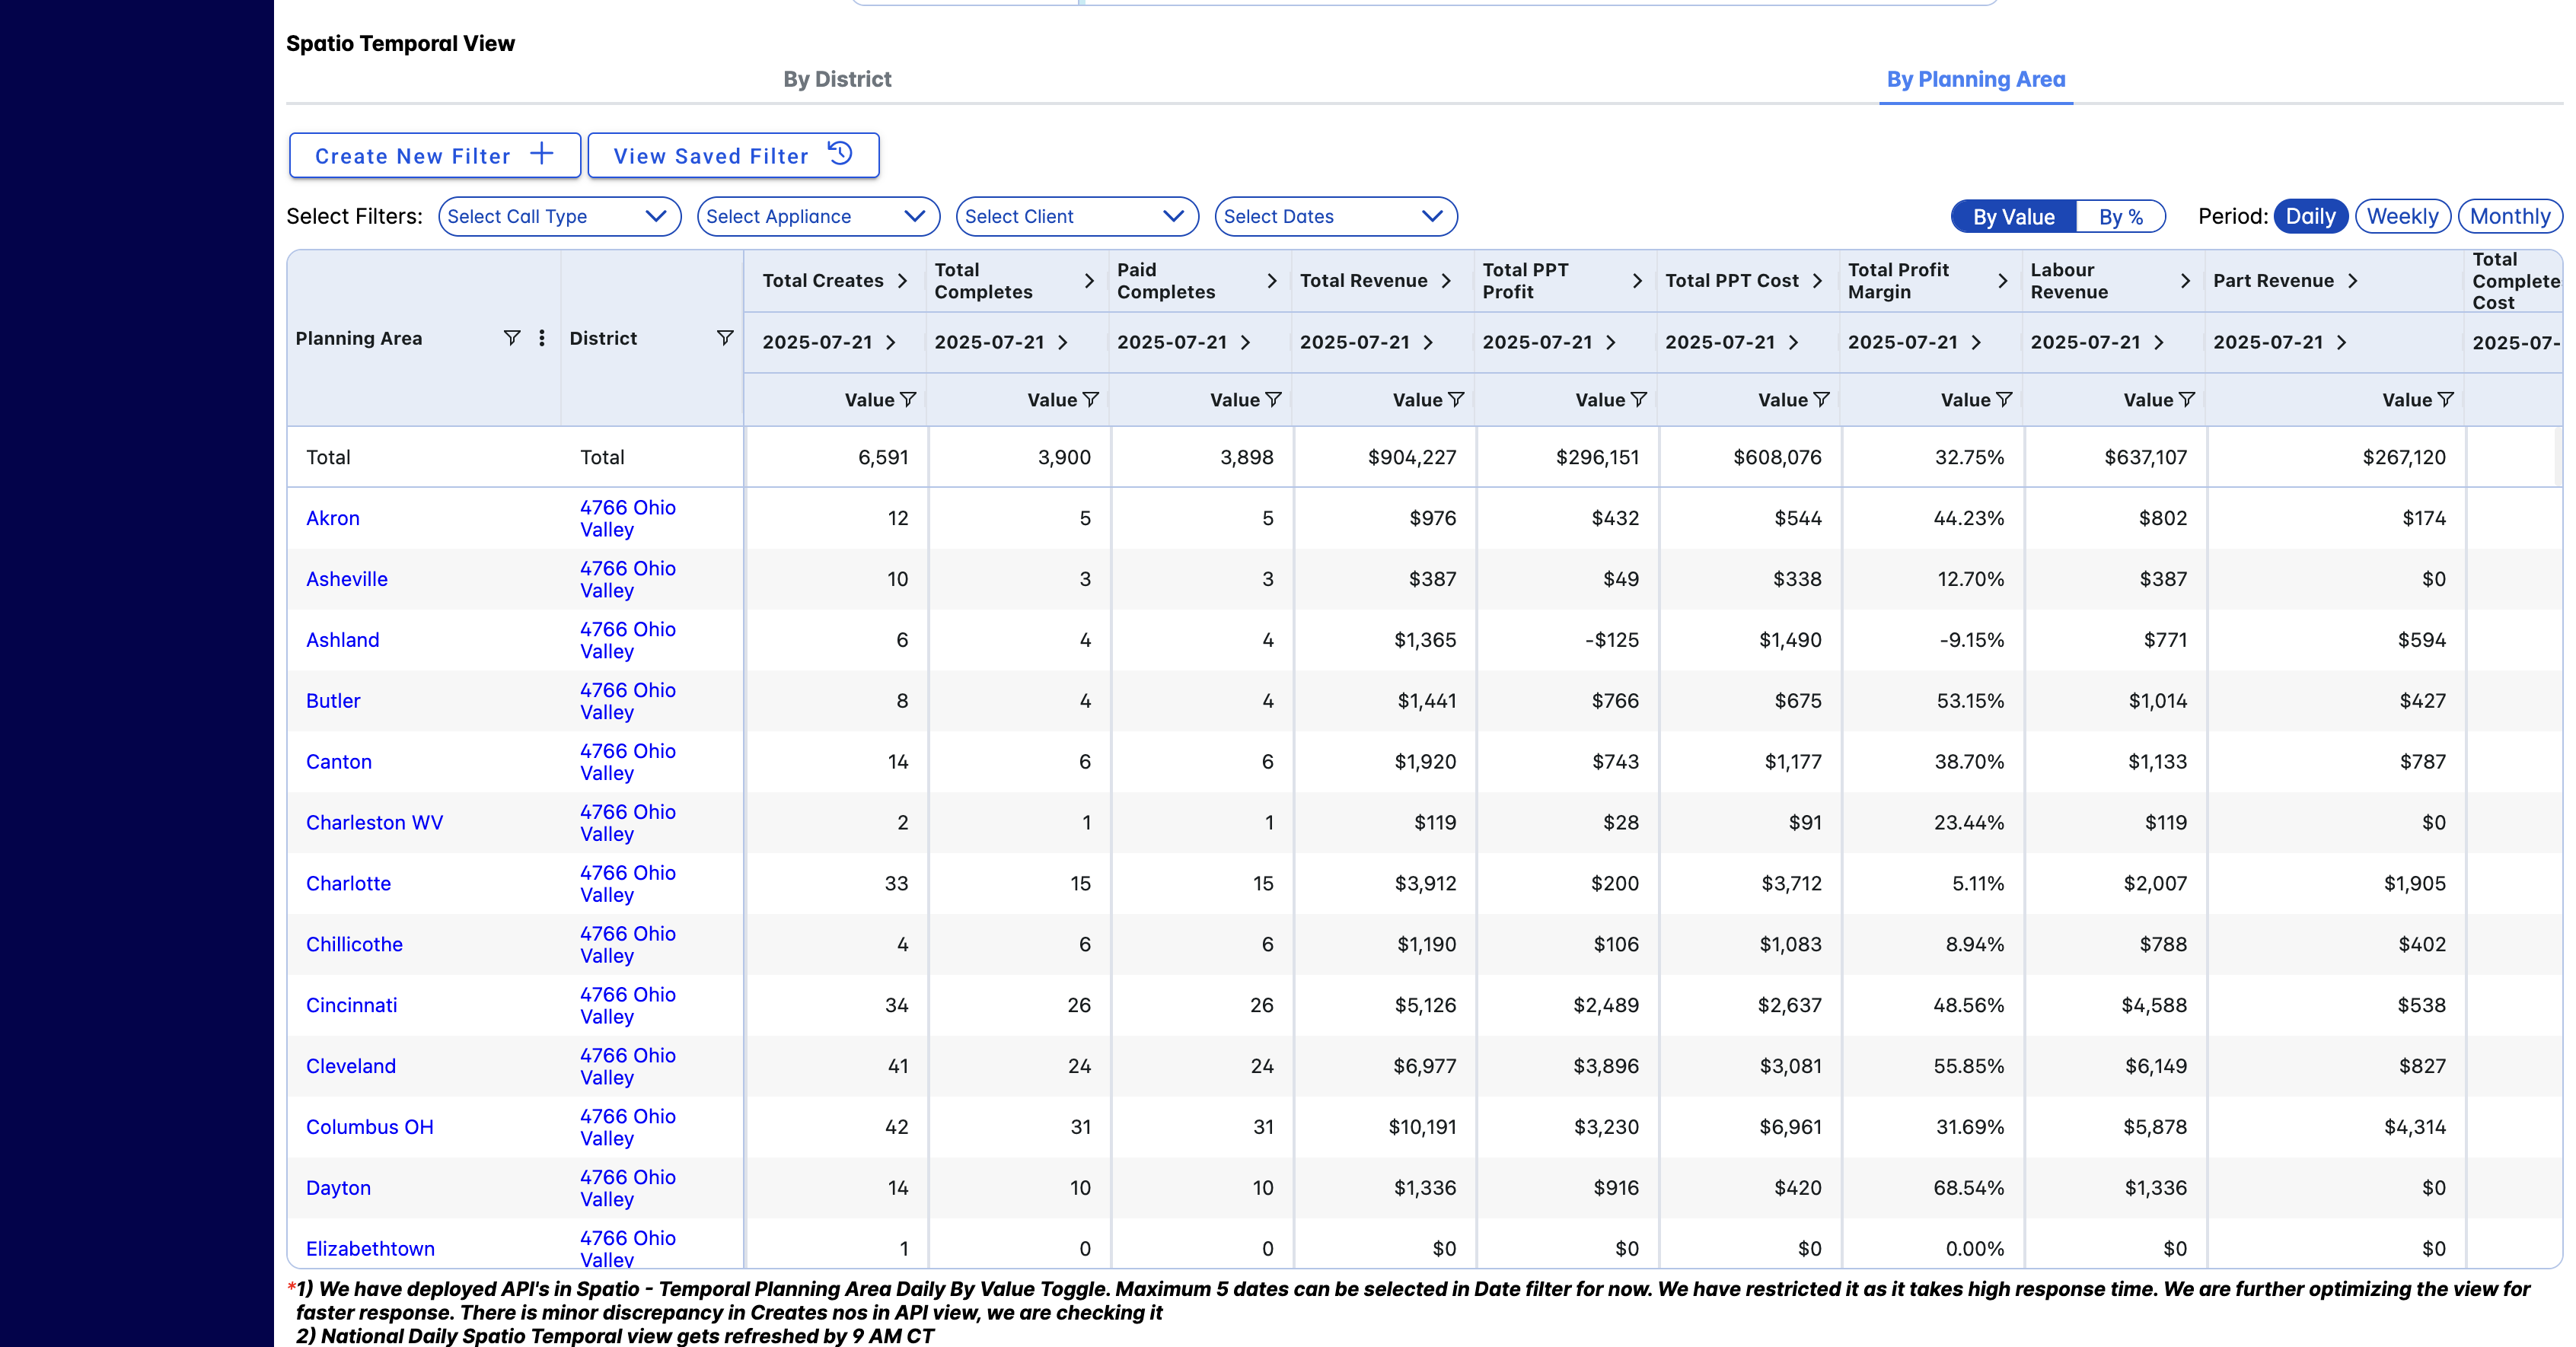 Spatio Temporal View
By District
By Planning Area
Create New Filter
View Saved Filter
Select Filters:
Select Call Type
Select Appliance
Select Client
Select Dates
By Value
By %
Period:
Daily
Weekly
Monthly
Planning Area
District
Total Creates
Total Completes
Paid Completes
Total Revenue
Total PPT Profit
Total PPT Cost
Total Profit Margin
Labour Revenue
Part Revenue
Total Complete Cost
2025-07-21 2025-07-21 2025-07-21 2025-07-21 2025-07-21 2025-07-21 2025-07-21 2025-07-21 2025-07-21 2025-07-
Value Value Value Value Value Value Value Value Value
Total Total 6,591 3,900 3,898 $904,227 $296,151 $608,076 32.75% $637,107 $267,120
Akron 4766 Ohio Valley 12 5 5 $976 $432 $544 44.23% $802 $174
Asheville 4766 Ohio Valley 10 3 3 $387 $49 $338 12.70% $387 $0
Ashland 4766 Ohio Valley 6 4 4 $1,365 -$125 $1,490 -9.15% $771 $594
Butler 4766 Ohio Valley 8 4 4 $1,441 $766 $675 53.15% $1,014 $427
Canton 4766 Ohio Valley 14 6 6 $1,920 $743 $1,177 38.70% $1,133 $787
Charleston WV 4766 Ohio Valley 2 1 1 $119 $28 $91 23.44% $119 $0
Charlotte 4766 Ohio Valley 33 15 15 $3,912 $200 $3,712 5.11% $2,007 $1,905
Chillicothe 4766 Ohio Valley 4 6 6 $1,190 $106 $1,083 8.94% $788 $402
Cincinnati 4766 Ohio Valley 34 26 26 $5,126 $2,489 $2,637 48.56% $4,588 $538
Cleveland 4766 Ohio Valley 41 24 24 $6,977 $3,896 $3,081 55.85% $6,149 $827
Columbus OH 4766 Ohio Valley 42 31 31 $10,191 $3,230 $6,961 31.69% $5,878 $4,314
Dayton 4766 Ohio Valley 14 10 10 $1,336 $916 $420 68.54% $1,336 $0
Elizabethtown 4766 Ohio Valley 1 0 0 $0 $0 $0 0.00% $0 $0
*1) We have deployed API's in Spatio - Temporal Planning Area Daily By Value Toggle. Maximum 5 dates can be selected in Date filter for now. We have restricted it as it takes high response time. We are further optimizing the view for
faster response. There is minor discrepancy in Creates nos in API view, we are checking it
2) National Daily Spatio Temporal view gets refreshed by 9 AM CT